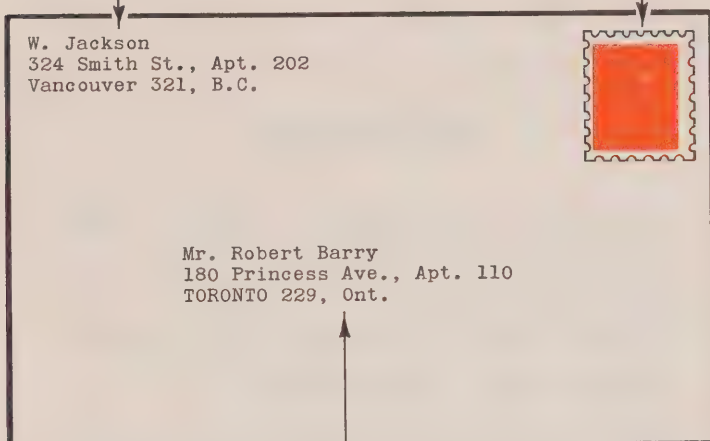 W. Jackson
324 Smith St., Apt. 202
Vancouver 321, B.C.
Mr. Robert Barry
180 Princess Ave., Apt. 110
TORONTO 229, Ont.